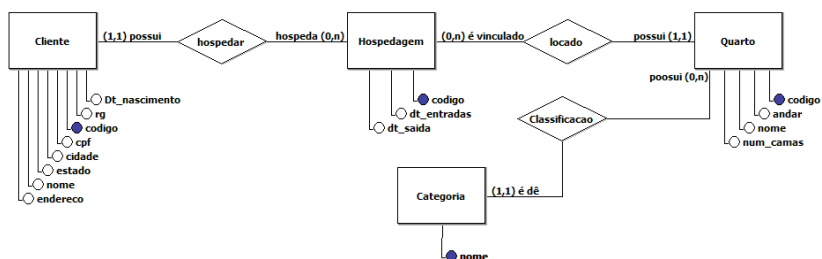 Cliente
(1,1) possui
hospedar
hospeda (0,n)
Hospedagem
(0,n) é vinculado
locado
possui (1,1)
Quarto
poosui (0,n)
Dt_nascimento
rg
codigo
cpf
cidade
estado
nome
endereco
codigo
dt_entradas
dt_saida
codigo
andar
nome
num_camas
Classificacao
Categoria
(1,1) é dê
nome